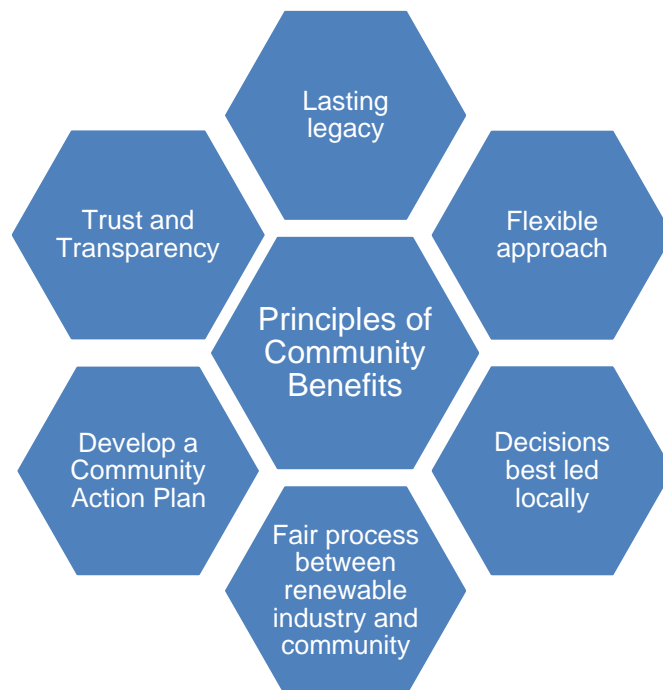 Lasting
legacy
Trust and
Transparency
Flexible
approach
Principles of
Community
Benefits
Develop a
Community
Action Plan
Decisions
best led
locally
Fair process
between
renewable
industry and
community